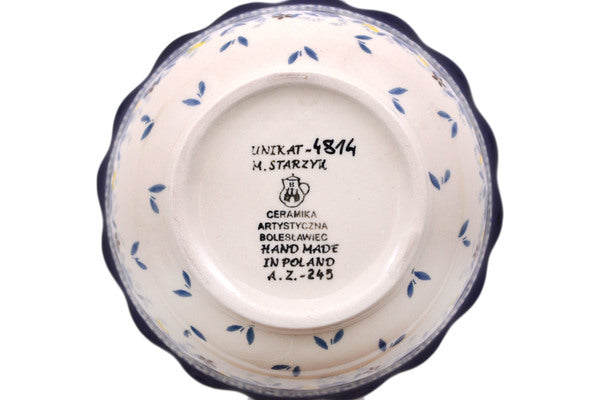 UNIKAT-4814
M. STARZYK
B
CERAMIKA
ARTYSTYCZNA
BOLESŁAWIEC
HAND MADE
IN POLAND
A.Z.-245